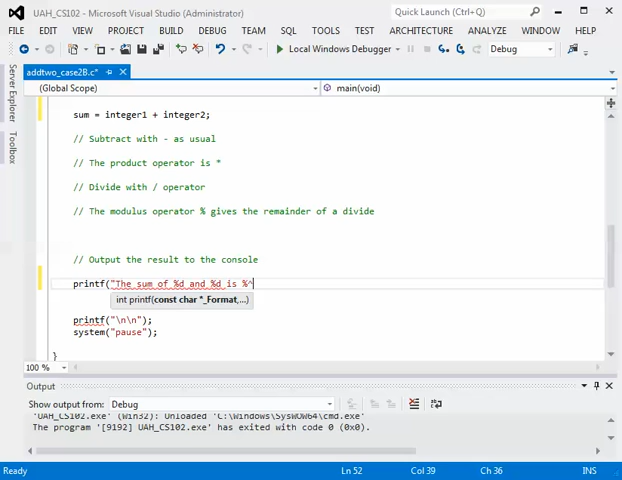 UAH_CS102 - Microsoft Visual Studio (Administrator)
Quick Launch (Ctrl+Q)
FILE EDIT VIEW PROJECT BUILD DEBUG TEAM SQL TOOLS TEST ARCHITECTURE ANALYZE WINDOW HELP
Local Windows Debugger Debug
addtwo_case2B.c*
(Global Scope) main(void)
Server Explorer
Toolbox
sum = integer1 + integer2;
// Subtract with - as usual
// The product operator is *
// Divide with / operator
// The modulus operator % gives the remainder of a divide
// Output the result to the console
printf("The sum of %d and %d is %^
int printf(const char *_Format,...)
printf("\n\n");
system("pause");
}
100 %
Output
Show output from: Debug
'UAH_CS102.exe' (Win32): Unloaded 'C:\Windows\SysWOW64\cmd.exe'
The program '[9192] UAH_CS102.exe' has exited with code 0 (0x0).
Ready Ln 52 Col 39 Ch 36 INS